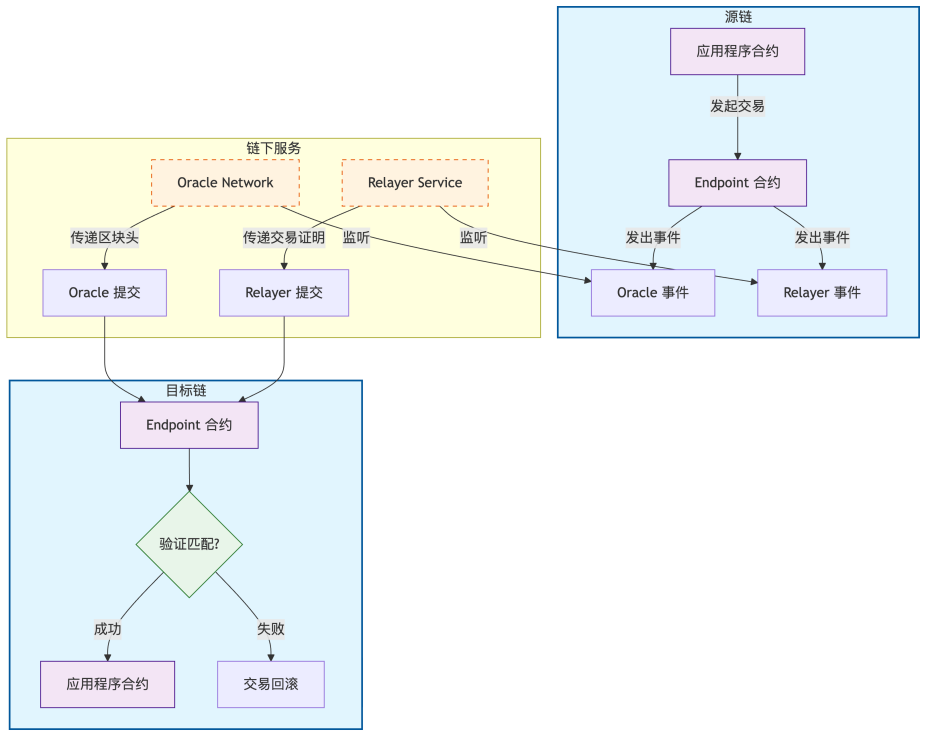 源链
应用程序合约
发起交易
Endpoint 合约
发出事件
发出事件
Oracle 事件
Relayer 事件
链下服务
Oracle Network
Relayer Service
传递区块头
传递交易证明
监听
监听
Oracle 提交
Relayer 提交
目标链
Endpoint 合约
验证匹配?
成功
失败
应用程序合约
交易回滚